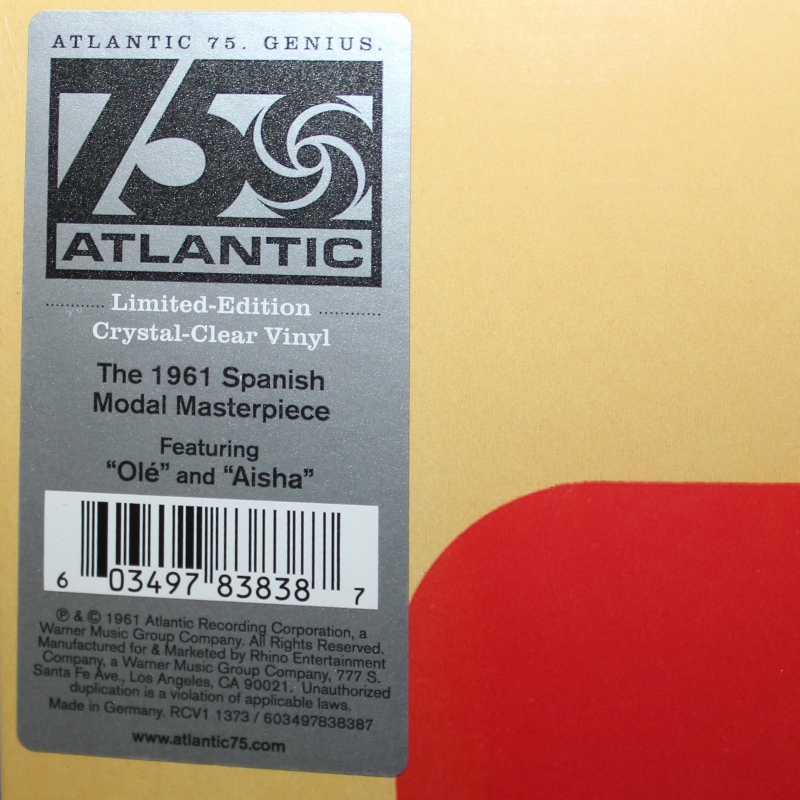 ATLANTIC 75. GENIUS.
75
ATLANTIC
Limited-Edition
Crystal-Clear Vinyl
The 1961 Spanish
Modal Masterpiece
Featuring
“Olé” and “Aisha”
6 03497 83838 7
℗ & © 1961 Atlantic Recording Corporation, a
Warner Music Group Company. All Rights Reserved.
Manufactured for & Marketed by Rhino Entertainment
Company, a Warner Music Group Company, 777 S.
Santa Fe Ave., Los Angeles, CA 90021. Unauthorized
duplication is a violation of applicable laws.
Made in Germany. RCV1 1373 / 603497838387
www.atlantic75.com